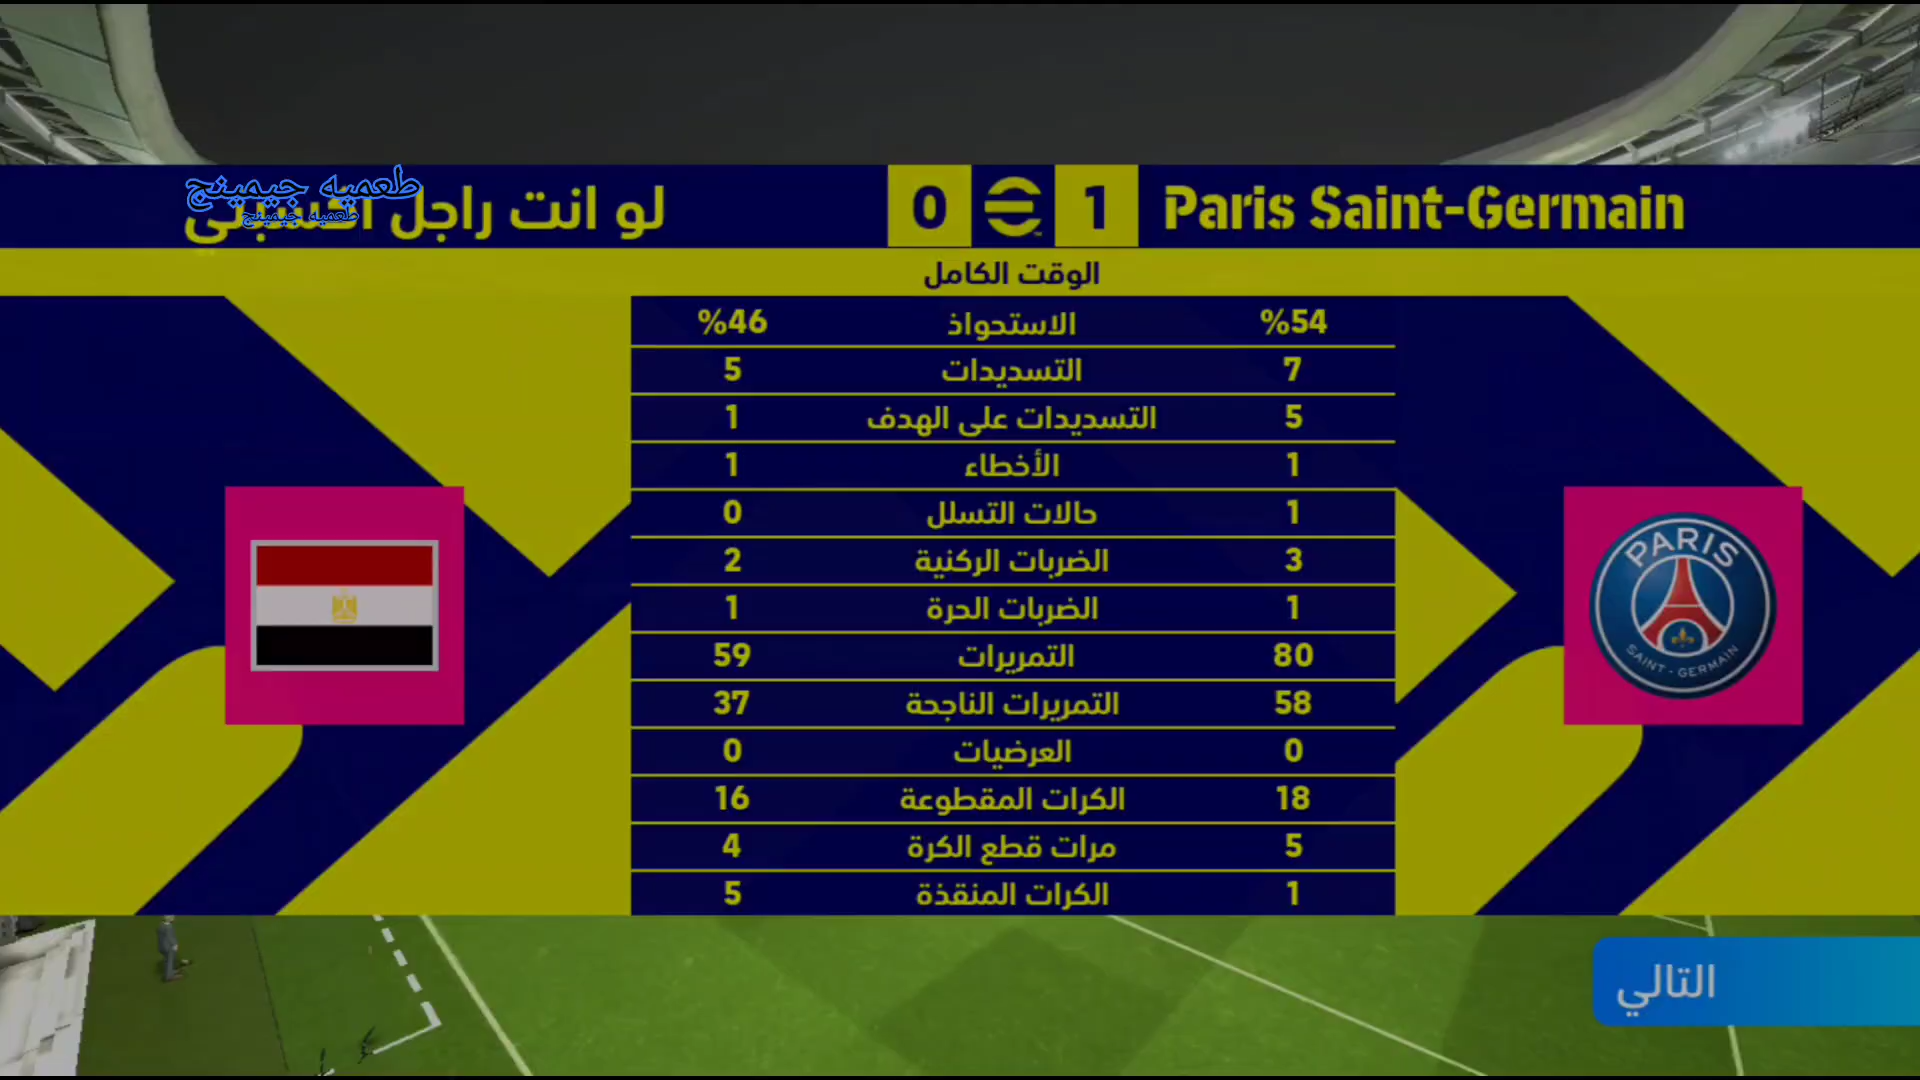 طعميه جيمينج
طعميه جيمينج
لو انت راجل اكسبني 0 1 Paris Saint-Germain
الوقت الكامل
%46 الاستحواذ %54
5 التسديدات 7
1 التسديدات على الهدف 5
1 الأخطاء 1
0 حالات التسلل 1
2 الضربات الركنية 3
1 الضربات الحرة 1
59 التمريرات 80
37 التمريرات الناجحة 58
0 العرضيات 0
16 الكرات المقطوعة 18
4 مرات قطع الكرة 5
5 الكرات المنقذة 1
PARIS
SAINT-GERMAIN
التالي